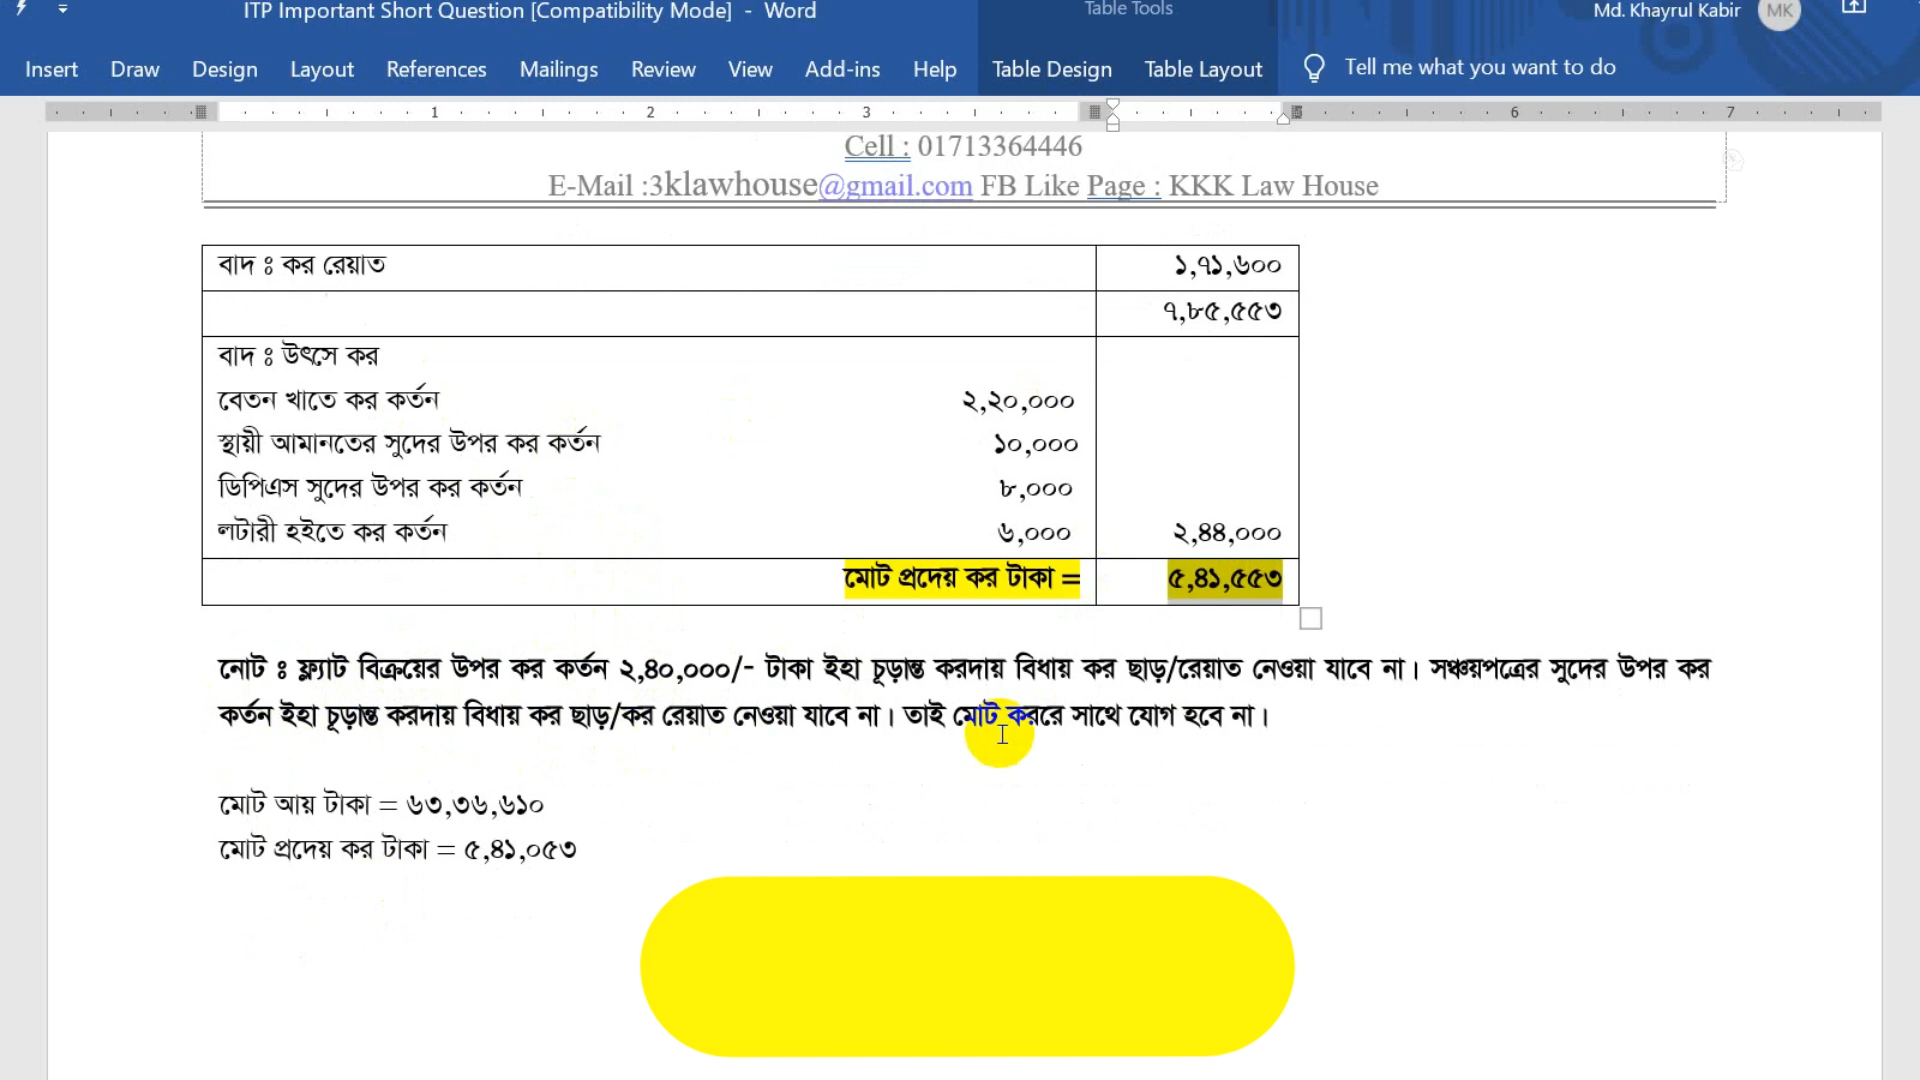 ITP Important Short Question [Compatibility Mode] - Word
Table Tools
Md. Khayrul Kabir MK
Insert Draw Design Layout References Mailings Review View Add-ins Help Table Design Table Layout Tell me what you want to do
1 2 3 6 7
Cell : 01713364446
E-Mail :3klawhouse@gmail.com FB Like Page : KKK Law House
বাদ ঃ কর রেয়াত ১,৭১,৬০০
৭,৮৫,৫৫৩
বাদ ঃ উৎসে কর
বেতন খাতে কর কর্তন ২,২০,০০০
স্থায়ী আমানতের সুদের উপর কর কর্তন ১০,০০০
ডিপিএস সুদের উপর কর কর্তন ৮,০০০
লটারী হইতে কর কর্তন ৬,০০০ ২,৪৪,০০০
মোট প্রদেয় কর টাকা = ৫,৪১,৫৫৩
নোট ঃ ফ্ল্যাট বিক্রয়ের উপর কর কর্তন ২,৪০,০০০/- টাকা ইহা চূড়ান্ত করদায় বিধায় কর ছাড়/রেয়াত নেওয়া যাবে না। সঞ্চয়পত্রের সুদের উপর কর
কর্তন ইহা চূড়ান্ত করদায় বিধায় কর ছাড়/কর রেয়াত নেওয়া যাবে না। তাই মোট কররে সাথে যোগ হবে না।
মোট আয় টাকা = ৬৩,৩৬,৬১০
মোট প্রদেয় কর টাকা = ৫,৪১,০৫৩